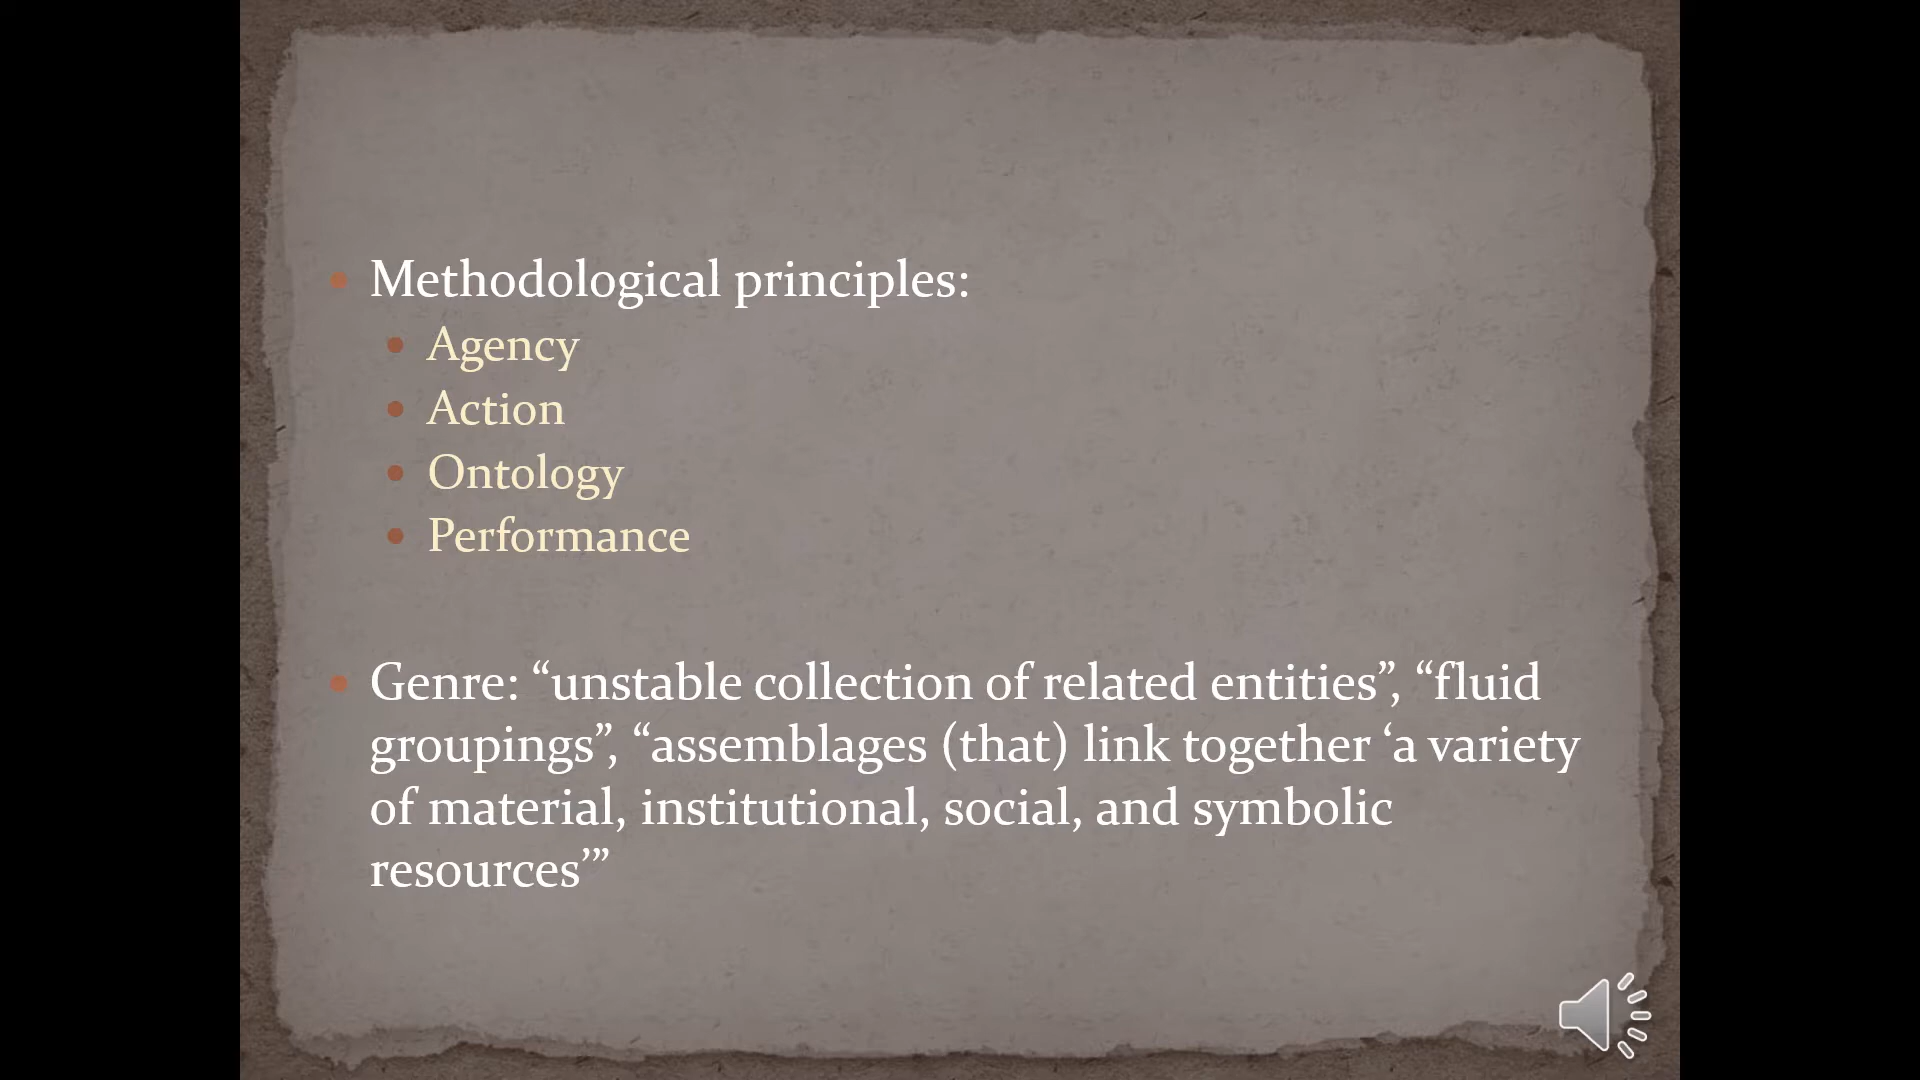 Methodological principles:
Agency
Action
Ontology
Performance
Genre: “unstable collection of related entities”, “fluid
groupings”, “assemblages (that) link together ‘a variety
of material, institutional, social, and symbolic
resources’”